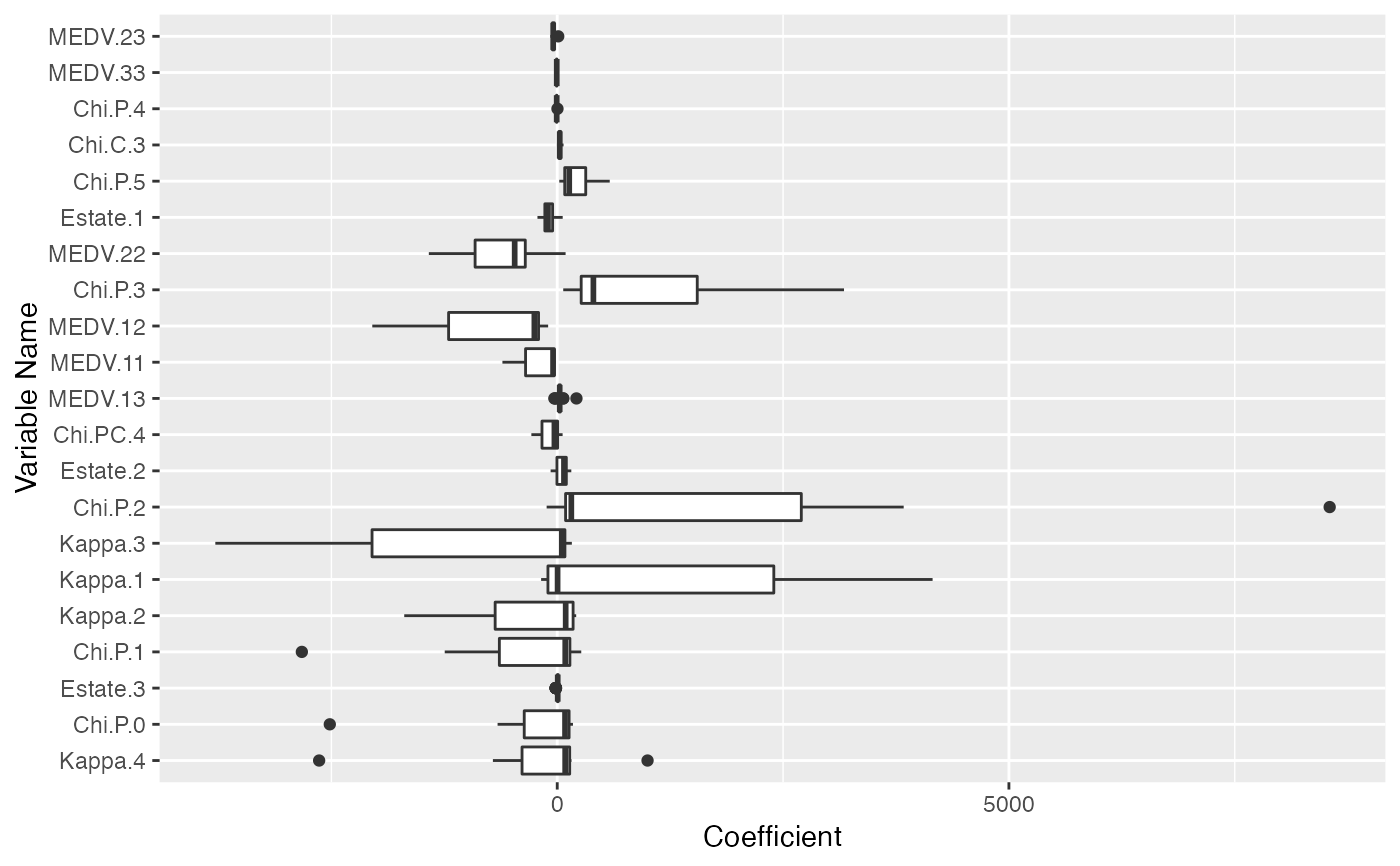 MEDV.23
MEDV.33
Chi.P.4
Chi.C.3
Chi.P.5
Estate.1
MEDV.22
Chi.P.3
MEDV.12
MEDV.11
MEDV.13
Chi.PC.4
Estate.2
Chi.P.2
Kappa.3
Kappa.1
Kappa.2
Chi.P.1
Estate.3
Chi.P.0
Kappa.4
Variable Name
0 5000
Coefficient